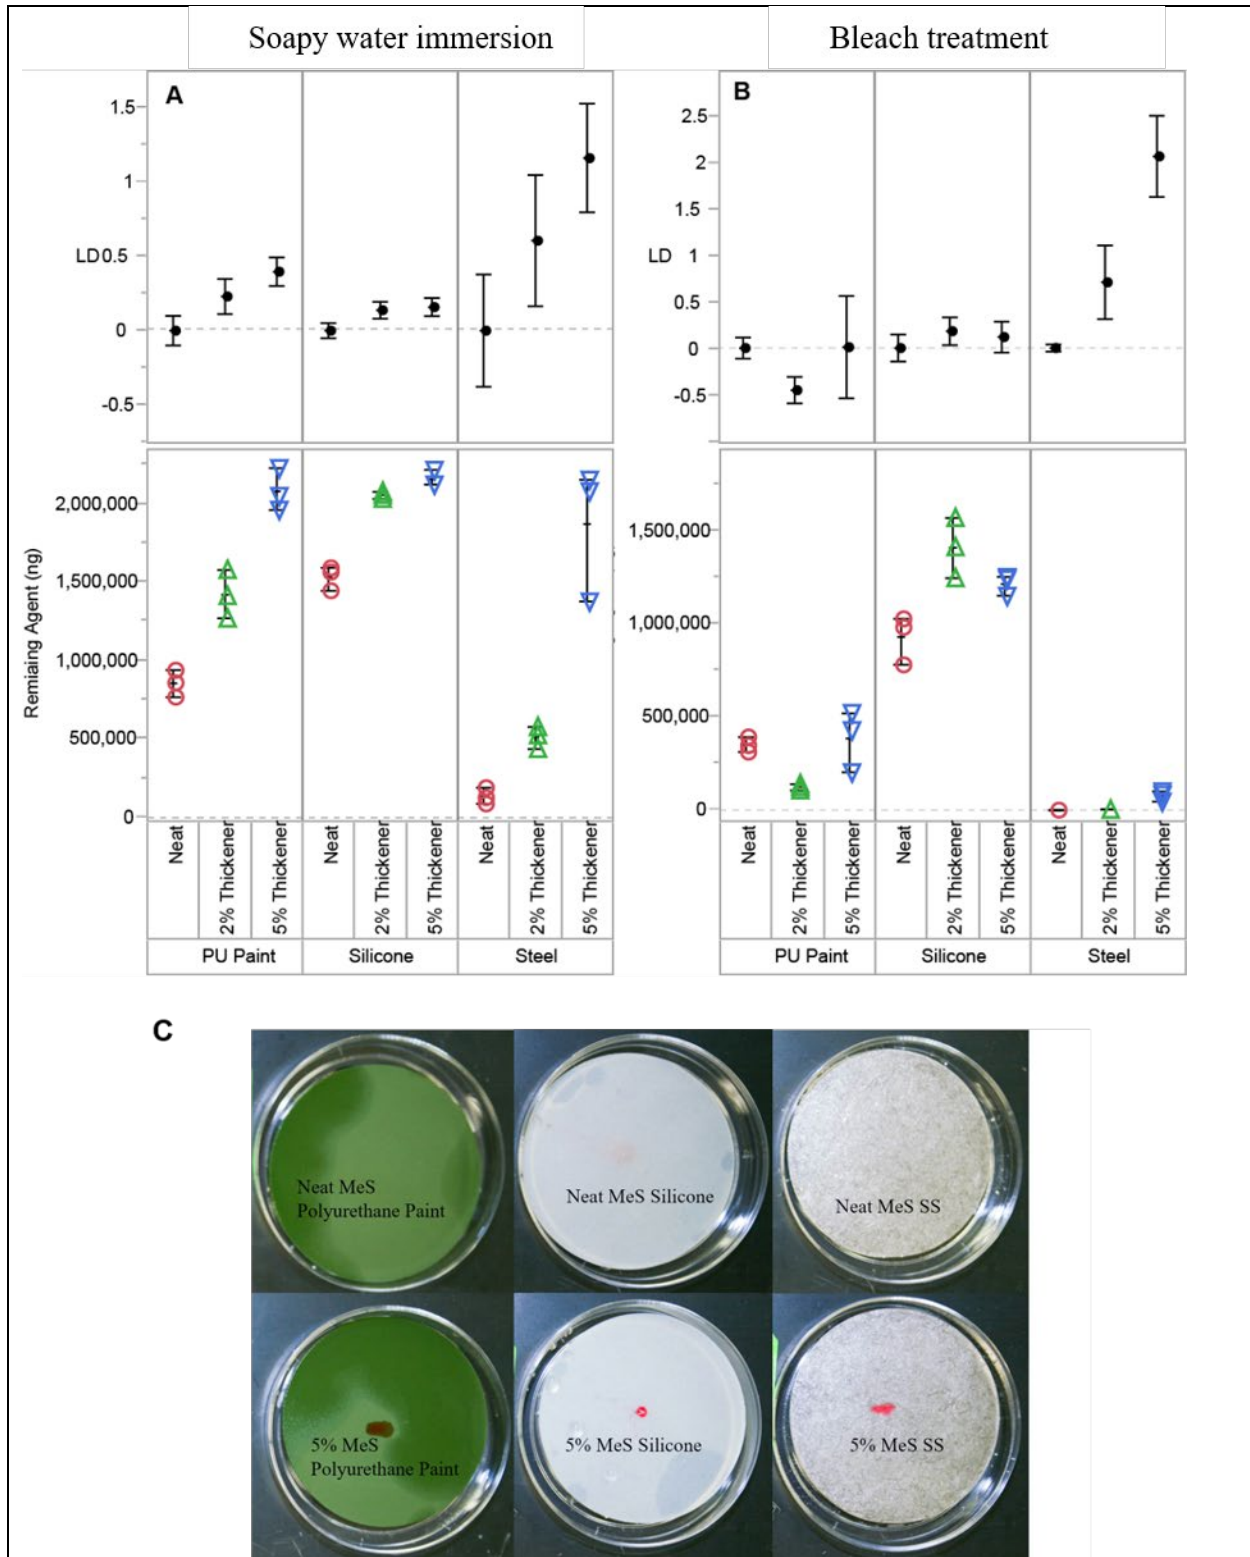 Soapy water immersion
Bleach treatment
A
1.5
1
LD 0.5
0
-0.5
Remiaing Agent (ng)
2,000,000
1,500,000
1,000,000
500,000
0
Neat
2% Thickener
5% Thickener
Neat
2% Thickener
5% Thickener
Neat
2% Thickener
5% Thickener
PU Paint
Silicone
Steel
B
2.5
2
1.5
1
LD
0.5
0
-0.5
1,500,000
1,000,000
500,000
0
Neat
2% Thickener
5% Thickener
Neat
2% Thickener
5% Thickener
Neat
2% Thickener
5% Thickener
PU Paint
Silicone
Steel
C
Neat MeS
Polyurethane Paint
Neat MeS Silicone
Neat MeS SS
5% MeS
Polyurethane Paint
5% MeS Silicone
5% MeS SS